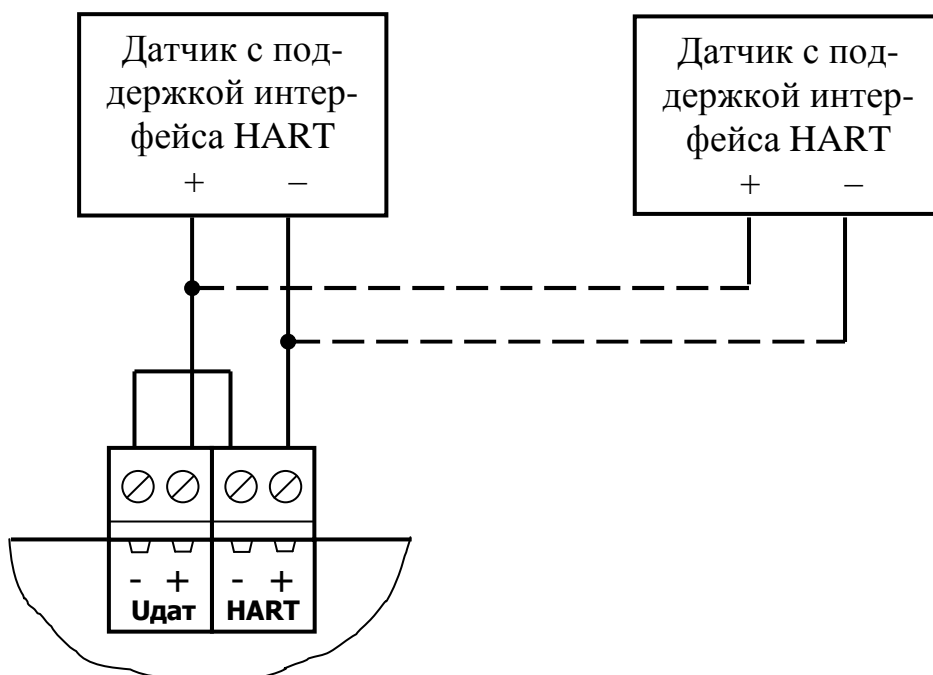 Датчик с под-
держкой интер-
фейса HART
+ –
Датчик с под-
держкой интер-
фейса HART
+ –
- + - +
Uдат HART